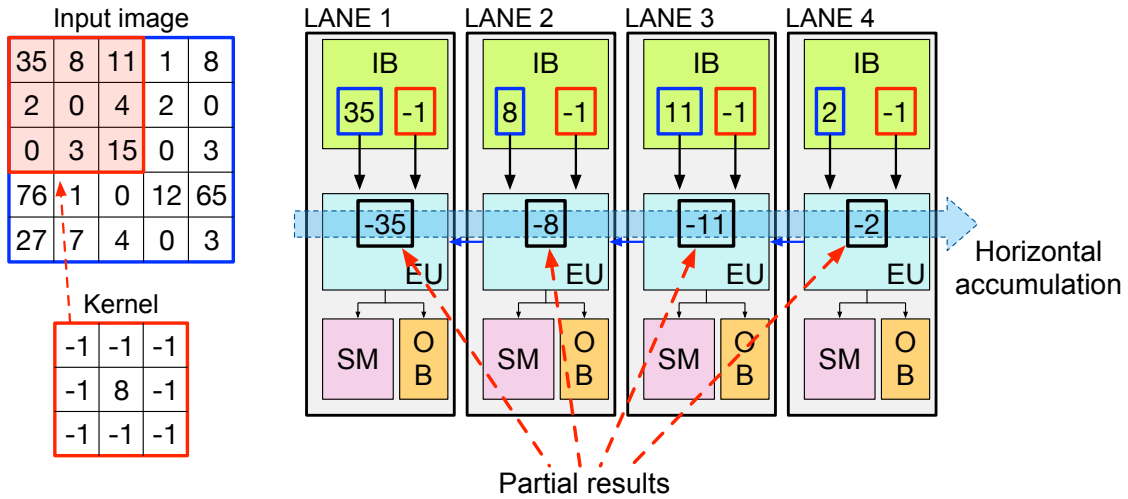 Input image
35 8 11 1 8
2 0 4 2 0
0 3 15 0 3
76 1 0 12 65
27 7 4 0 3
Kernel
-1 -1 -1
-1 8 -1
-1 -1 -1
LANE 1
IB
35 -1
-35
EU
SM
O
B
LANE 2
IB
8 -1
-8
EU
SM
O
B
LANE 3
IB
11 -1
-11
EU
SM
O
B
LANE 4
IB
2 -1
-2
EU
SM
O
B
Horizontal
accumulation
Partial results